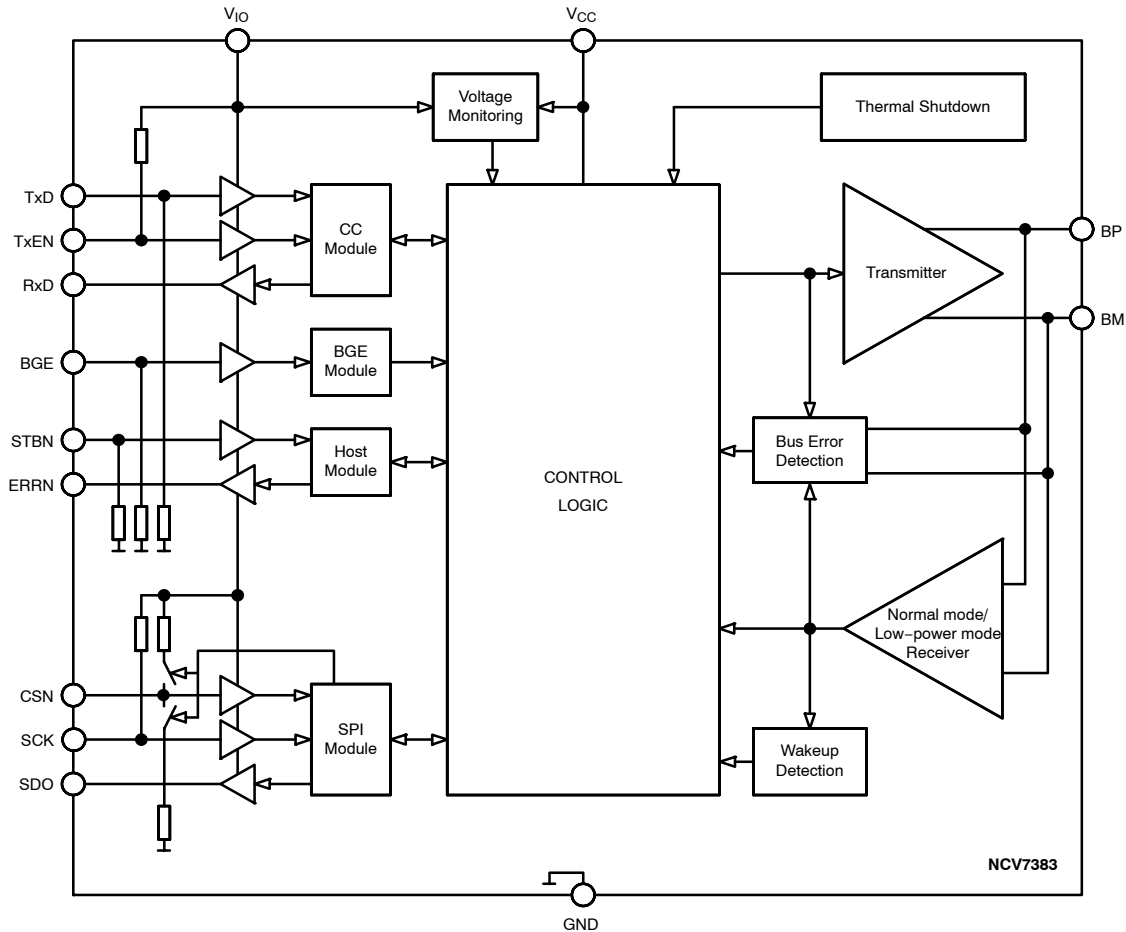 VIO
VCC
Voltage
Monitoring
Thermal Shutdown
TxD
TxEN
RxD
CC
Module
BP
Transmitter
BM
BGE
BGE
Module
STBN
ERRN
Host
Module
CONTROL
LOGIC
Bus Error
Detection
Normal mode/
Low−power mode
Receiver
CSN
SCK
SDO
SPI
Module
Wakeup
Detection
NCV7383
GND